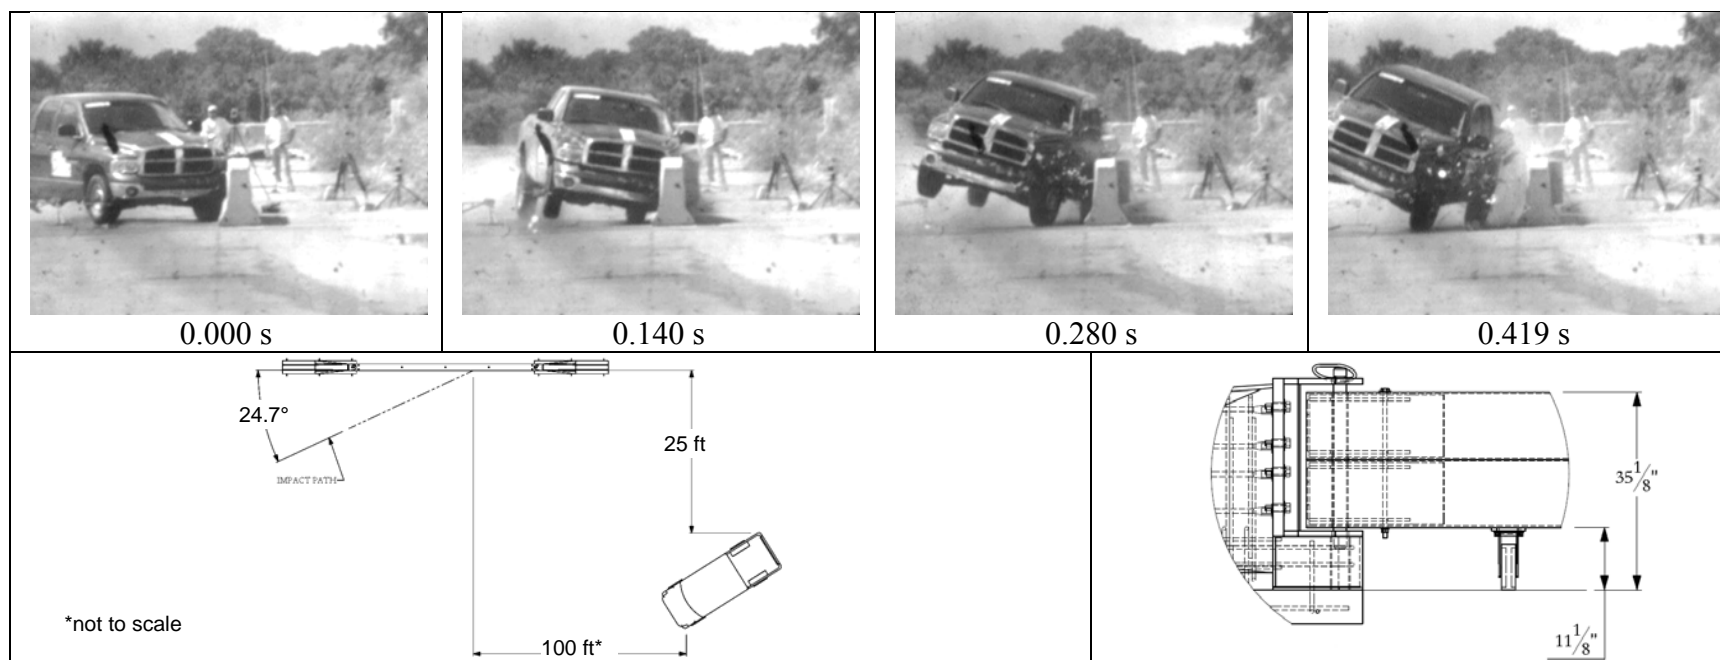 0.000 s
0.140 s
0.280 s
0.419 s
24.7°
IMPACT PATH
25 ft
*not to scale
100 ft*
35 1/8"
11 1/8"